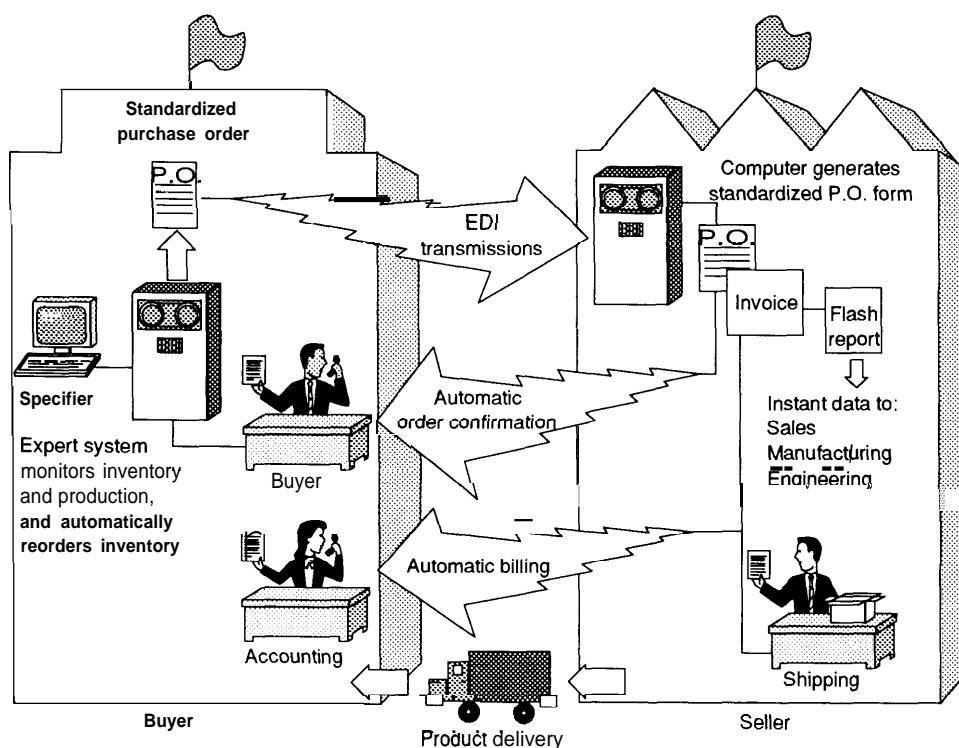 Standardized
purchase order
P.O.
EDI
transmissions
Computer generates
standardized P.O. form
P.O.
Invoice
Flash
report
Instant data to:
Sales
Manufacturing
Engineering
Specifier
Expert system
monitors inventory
and production,
and automatically
reorders inventory
Buyer
Automatic
order confirmation
Accounting
Automatic billing
Shipping
Buyer
Product delivery
Seller